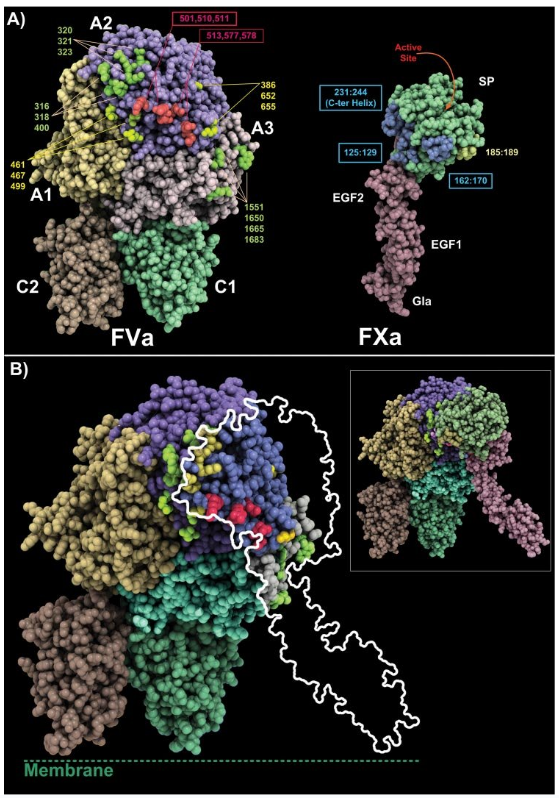 A)
A2
501,510,511
513,577,578
320
321
323
316
318
400
386
652
655
A3
461
467
499
A1
1551
1650
1665
1683
C2
C1
FVa
Active
Site
SP
231:244
(C-ter Helix)
125:129
185:189
162:170
EGF2
EGF1
Gla
FXa
B)
Membrane